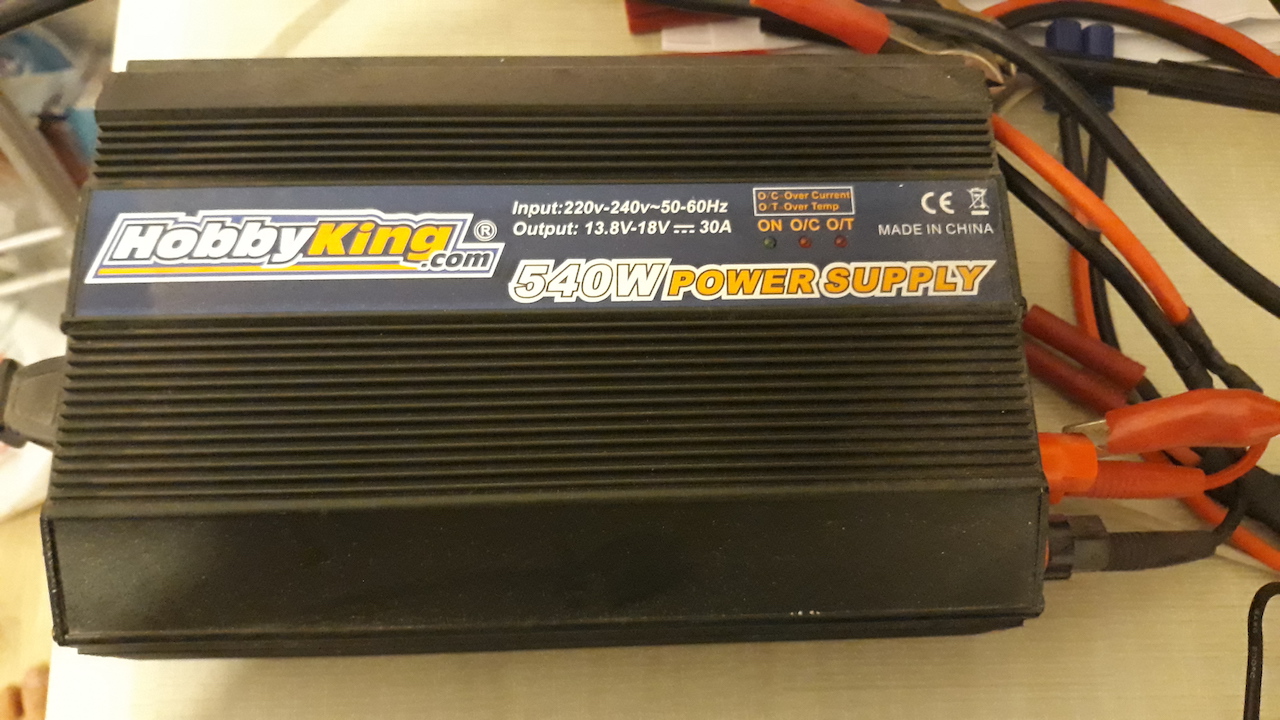 HobbyKing®
.com
Input:220v-240v~50-60Hz
Output: 13.8V-18V 30A
540W POWER SUPPLY
O/C-Over Current
O/T-Over Temp
ON O/C O/T
CE
MADE IN CHINA